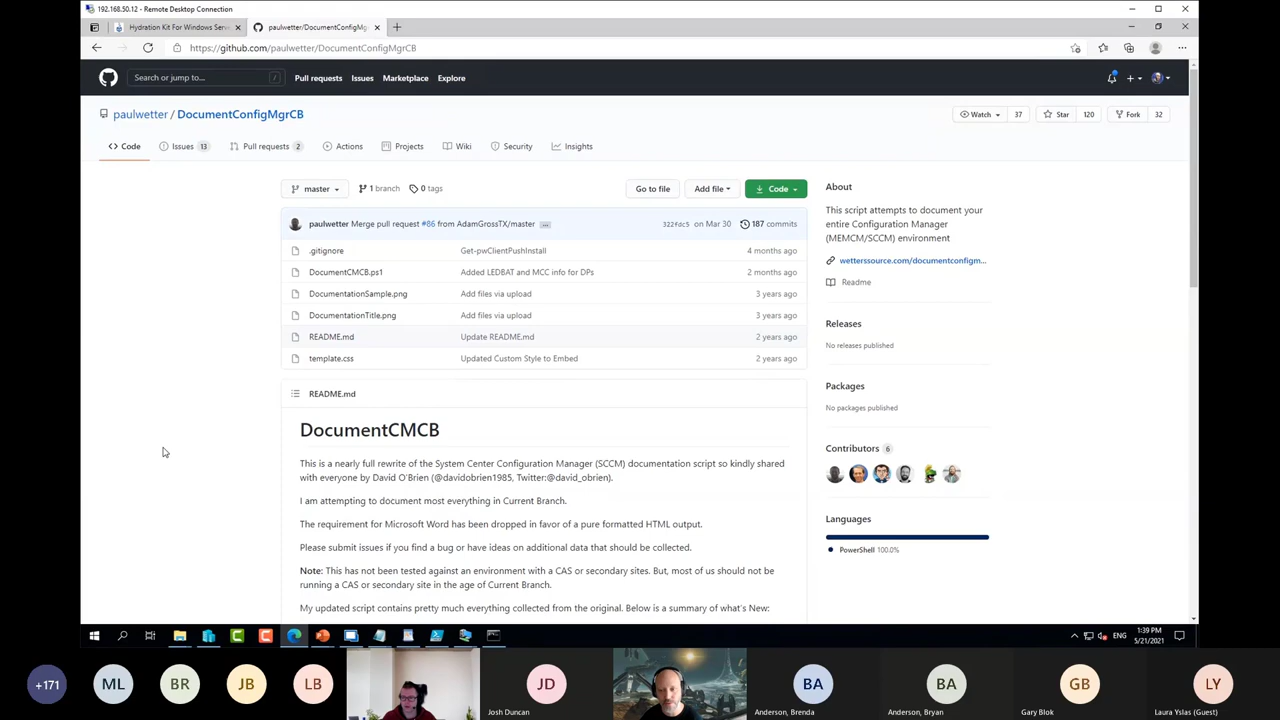 192.168.50.12 - Remote Desktop Connection
Hydration Kit For Windows Serv
paulwetter/DocumentConfigMgr
https://github.com/paulwetter/DocumentConfigMgrCB
Search or jump to...
/
Pull requests
Issues
Marketplace
Explore
paulwetter / DocumentConfigMgrCB
Watch
37
Star
120
Fork
32
Code
Issues 13
Pull requests 2
Actions
Projects
Wiki
Security
Insights
master
1 branch
0 tags
Go to file
Add file
Code
paulwetter Merge pull request #86 from AdamGrossTX/master ...
322fdc5 on Mar 30
187 commits
.gitignore
Get-pwClientPushInstall
4 months ago
DocumentCMCB.ps1
Added LEDBAT and MCC info for DPs
2 months ago
DocumentationSample.png
Add files via upload
3 years ago
DocumentationTitle.png
Add files via upload
3 years ago
README.md
Update README.md
2 years ago
template.css
Updated Custom Style to Embed
2 years ago
README.md
DocumentCMCB
This is a nearly full rewrite of the System Center Configuration Manager (SCCM) documentation script so kindly shared
with everyone by David O'Brien (@davidobrien1985, Twitter:@david_obrien).
I am attempting to document most everything in Current Branch.
The requirement for Microsoft Word has been dropped in favor of a pure formatted HTML output.
Please submit issues if you find a bug or have ideas on additional data that should be collected.
Note: This has not been tested against an environment with a CAS or secondary sites. But, most of us should not be
running a CAS or secondary site in the age of Current Branch.
My updated script contains pretty much everything collected from the original. Below is a summary of what's New:
About
This script attempts to document your
entire Configuration Manager
(MEMCM/SCCM) environment
wetterssource.com/documentconfigm...
Readme
Releases
No releases published
Packages
No packages published
Contributors 6
Languages
PowerShell 100.0%
ENG
1:39 PM
5/21/2021
+171
ML
BR
JB
LB
JD
Josh Duncan
BA
Anderson, Brenda
BA
Anderson, Bryan
GB
Gary Blok
LY
Laura Yslas (Guest)